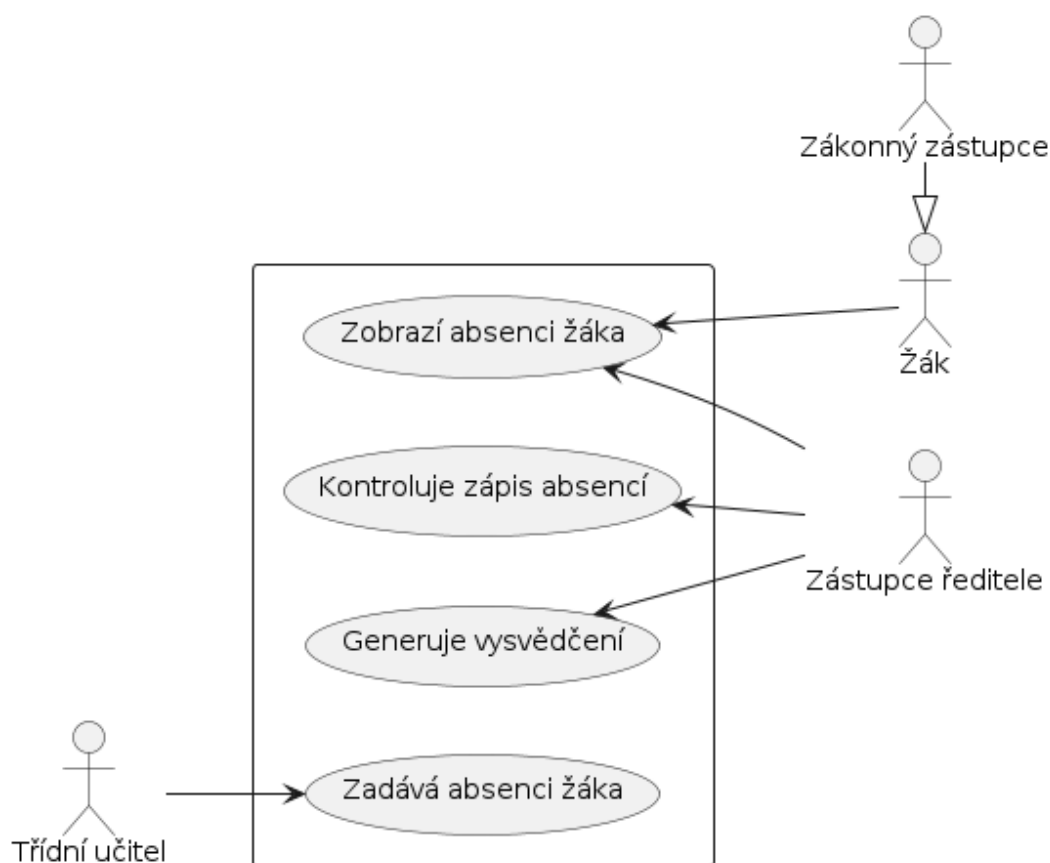 Zákonný zástupce
Zobrazí absenci žáka
Žák
Kontroluje zápis absencí
Zástupce ředitele
Generuje vysvědčení
Zadává absenci žáka
Třídní učitel